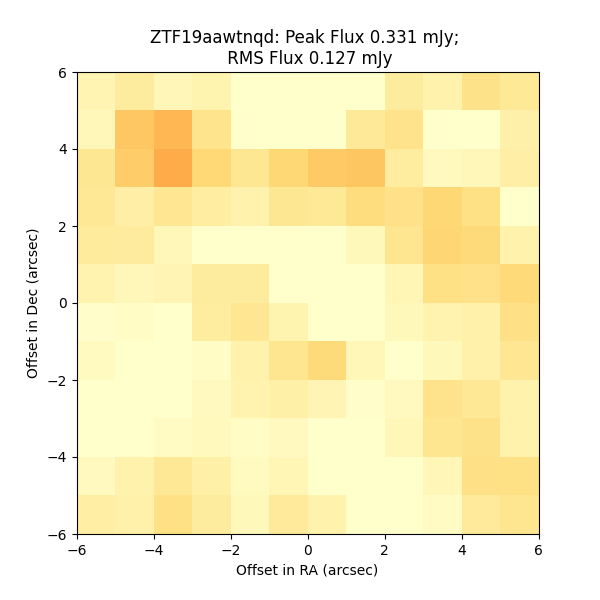 ZTF19aawtnqd: Peak Flux 0.331 mJy;
RMS Flux 0.127 mJy
6
4
2
0
−2
−4
−6
Offset in Dec (arcsec)
−6 −4 −2 0 2 4 6
Offset in RA (arcsec)